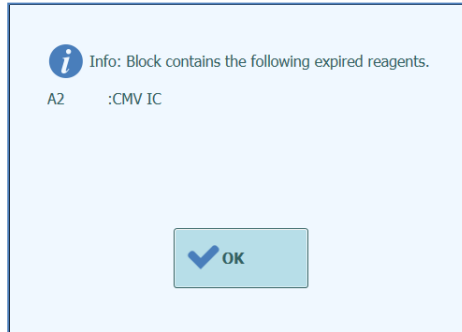 Info: Block contains the following expired reagents.
A2 :CMV IC
OK